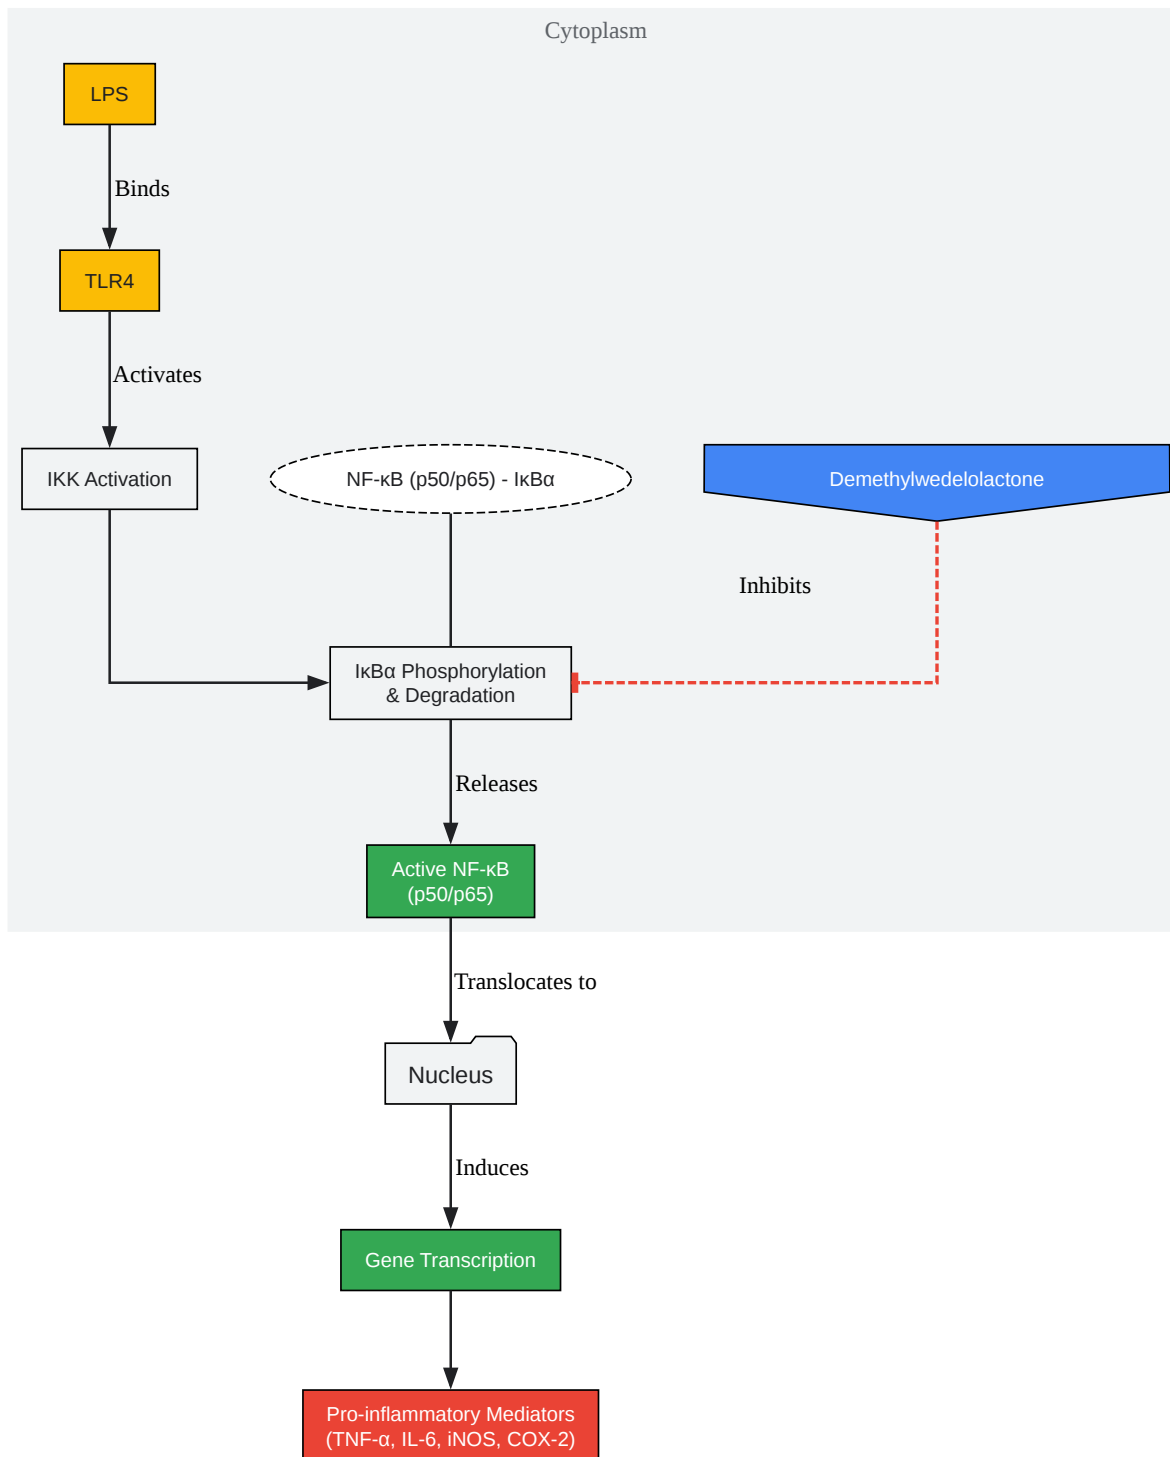 Cytoplasm
LPS
Binds
TLR4
Activates
IKK Activation
NF-κB (p50/p65) - IκBα
Demethylwedelolactone
Inhibits
IκBα Phosphorylation
& Degradation
Releases
Active NF-κB
(p50/p65)
Translocates to
Nucleus
Induces
Gene Transcription
Pro-inflammatory Mediators
(TNF-α, IL-6, iNOS, COX-2)